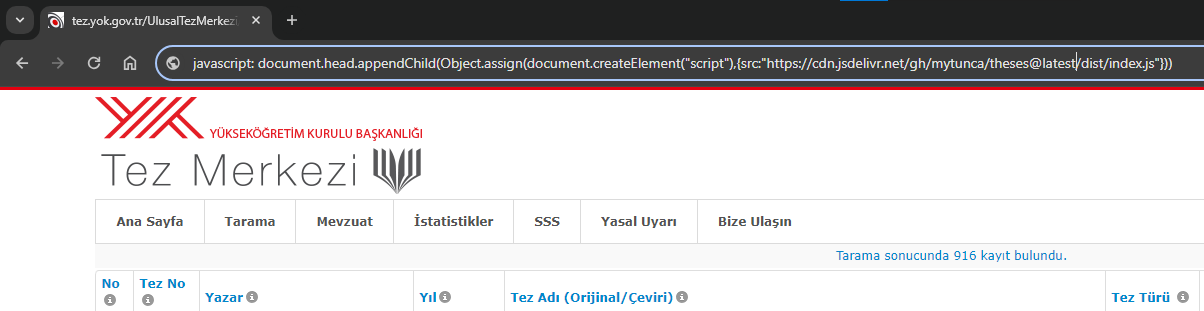 tez.yok.gov.tr/UlusalTezMerkezi
javascript: document.head.appendChild(Object.assign(document.createElement("script"),{src:"https://cdn.jsdelivr.net/gh/mytunca/theses@latest/dist/index.js"}))
YÜKSEKÖĞRETİM KURULU BAŞKANLIĞI
Tez Merkezi
Ana Sayfa Tarama Mevzuat İstatistikler SSS Yasal Uyarı Bize Ulaşın
Tarama sonucunda 916 kayıt bulundu.
No Tez No Yazar Yıl Tez Adı (Orijinal/Çeviri) Tez Türü